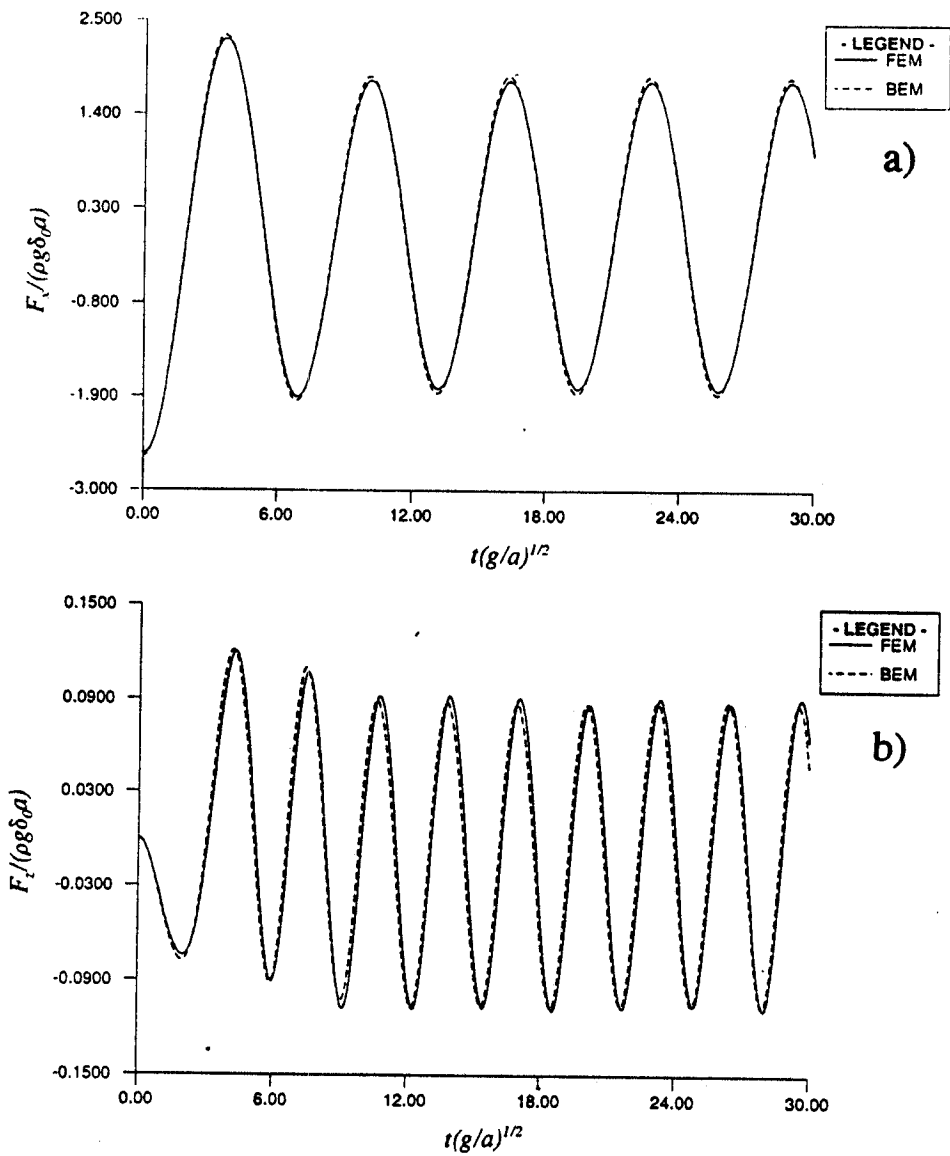 2.500
1.400
0.300
-0.800
-1.900
-3.000
0.00
6.00
12.00
18.00
24.00
30.00
F_x/(ρgδ_0a)
t(g/a)^{1/2}
- LEGEND -
FEM
BEM
a)
0.1500
0.0900
0.0300
-0.0300
-0.0900
-0.1500
0.00
6.00
12.00
18.00
24.00
30.00
F_z/(ρgδ_0a)
t(g/a)^{1/2}
- LEGEND -
FEM
BEM
b)